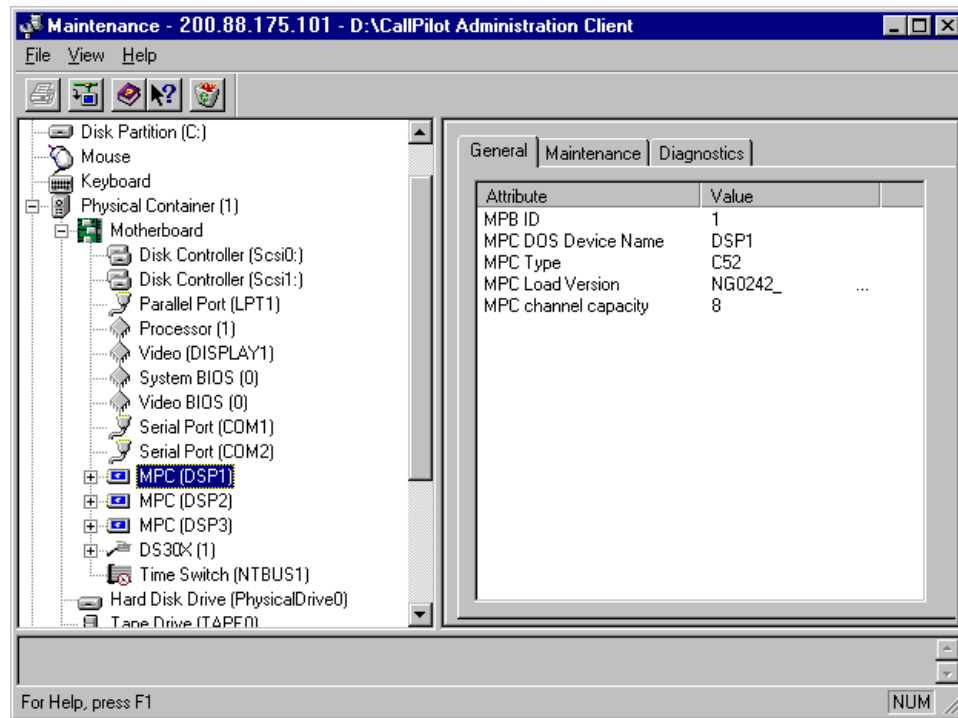 Maintenance - 200.88.175.101 - D:\CallPilot Administration Client
File View Help
Disk Partition (C:)
Mouse
Keyboard
Physical Container (1)
Motherboard
Disk Controller (Scsi0:)
Disk Controller (Scsi1:)
Parallel Port (LPT1)
Processor (1)
Video (DISPLAY1)
System BIOS (0)
Video BIOS (0)
Serial Port (COM1)
Serial Port (COM2)
MPC (DSP1)
MPC (DSP2)
MPC (DSP3)
DS30X (1)
Time Switch (NTBUS1)
Hard Disk Drive (PhysicalDrive0)
Tape Drive (TAPE0)
General Maintenance Diagnostics
Attribute Value
MPB ID 1
MPC DOS Device Name DSP1
MPC Type C52
MPC Load Version NG0242_ ...
MPC channel capacity 8
For Help, press F1
NUM